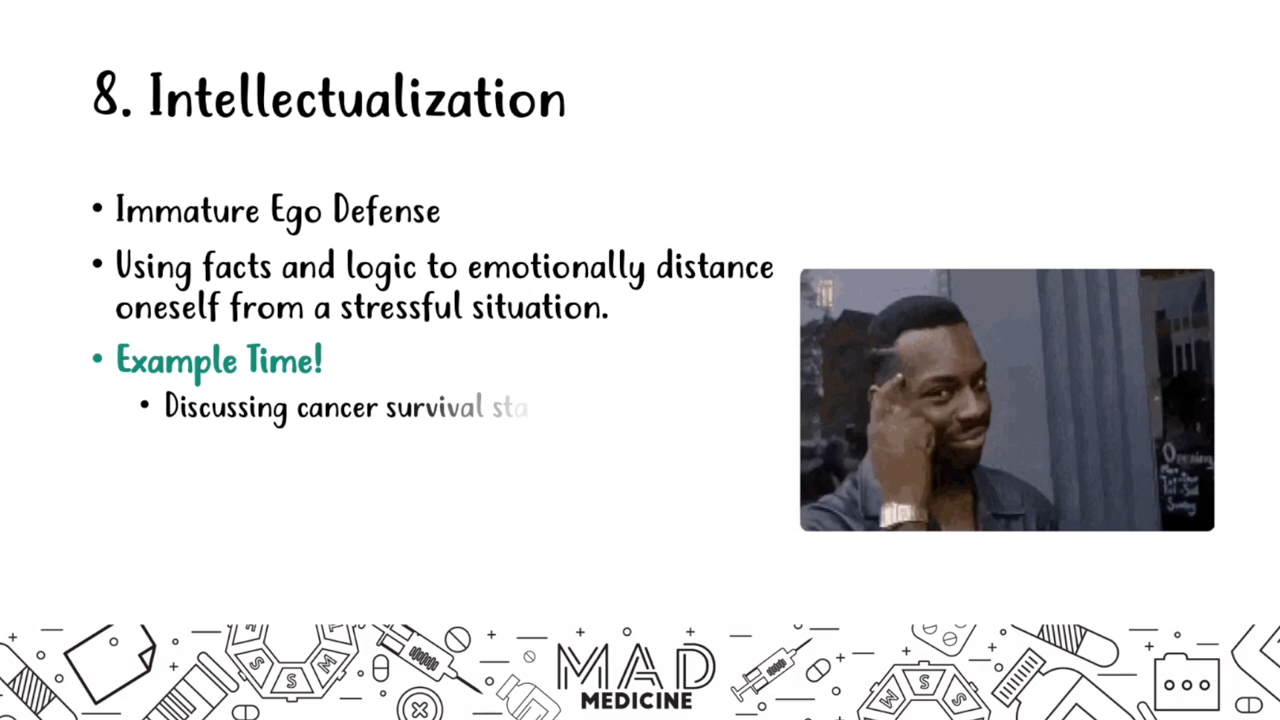 8. Intellectualization
• Immature Ego Defense
• Using facts and logic to emotionally distance
oneself from a stressful situation.
• Example Time!
• Discussing cancer survival sta
MAD
MEDICINE